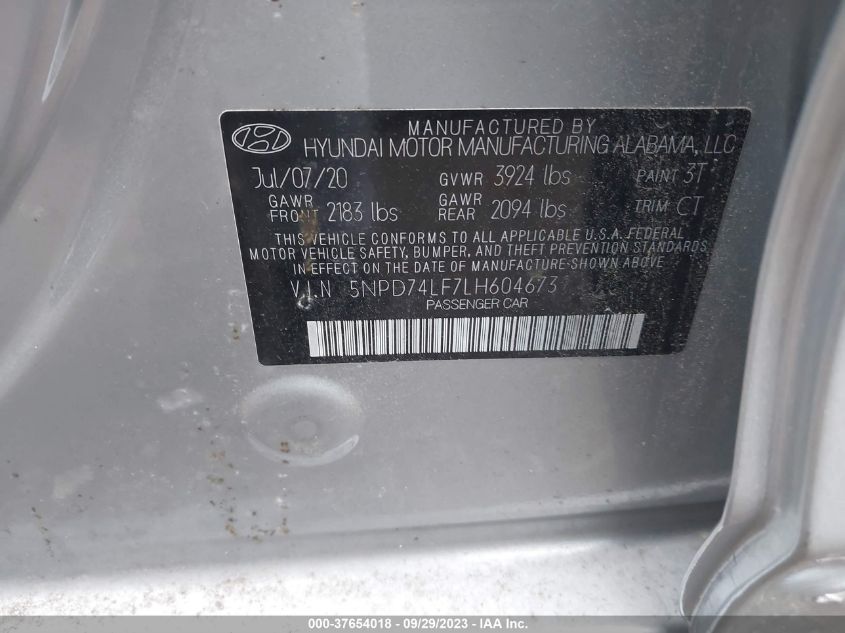 MANUFACTURED BY
HYUNDAI MOTOR MANUFACTURING ALABAMA, LLC
Jul/07/20 GVWR 3924 lbs PAINT 3T
GAWR FRONT 2183 lbs GAWR REAR 2094 lbs TRIM CT
THIS VEHICLE CONFORMS TO ALL APPLICABLE U.S.A. FEDERAL
MOTOR VEHICLE SAFETY, BUMPER, AND THEFT PREVENTION STANDARDS
IN EFFECT ON THE DATE OF MANUFACTURE-SHOWN ABOVE
VIN 5NPD74LF7LH604673
PASSENGER CAR
000-37654018 - 09/29/2023 - IAA Inc.